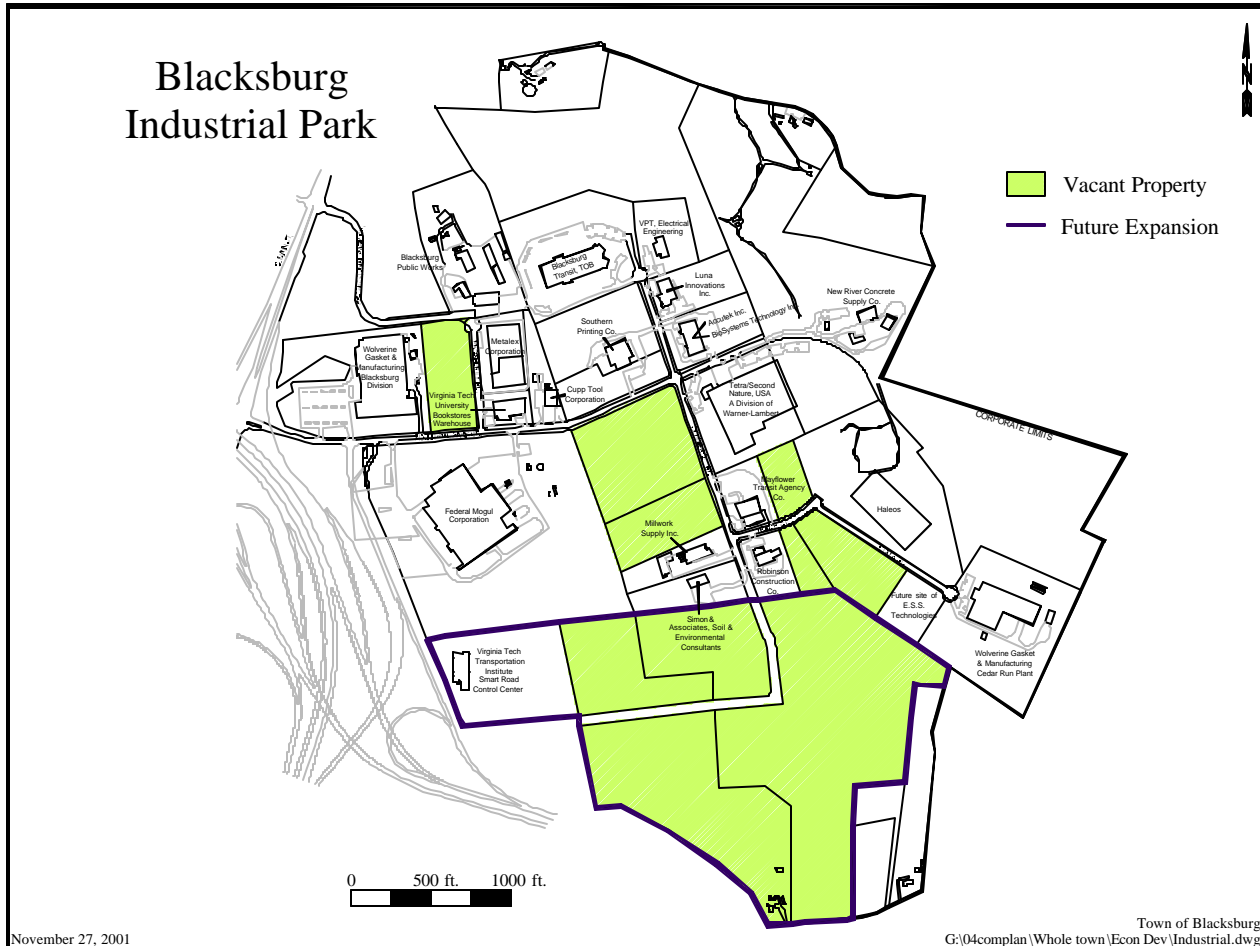 Blacksburg
Industrial Park
N
Vacant Property
Future Expansion
VPT, Electrical
Engineering
Blacksburg
Public Works
Blacksburg
Transit, TOB
Luna
Innovations
Inc.
New River Concrete
Supply Co.
Accutek Inc.
BioSystems Technology Inc.
Southern
Printing Co.
Metalex
Corporation
Wolverine
Gasket &
Manufacturing
Blacksburg
Division
Cupp Tool
Corporation
Virginia Tech
University
Bookstores
Warehouse
Tetra/Second
Nature, USA
A Division of
Warner-Lambert
CORPORATE LIMITS
Mayflower
Transit Agency
Co.
Haleos
Federal Mogul
Corporation
Millwork
Supply Inc.
Robinson
Construction
Co.
Future site of
E.S.S.
Technologies
Simon &
Associates, Soil &
Environmental
Consultants
Virginia Tech
Transportation
Institute
Smart Road
Control Center
Wolverine Gasket
& Manufacturing
Cedar Run Plant
0 500 ft. 1000 ft.
November 27, 2001
Town of Blacksburg
G:\04complan\Whole town\Econ Dev\Industrial.dwg